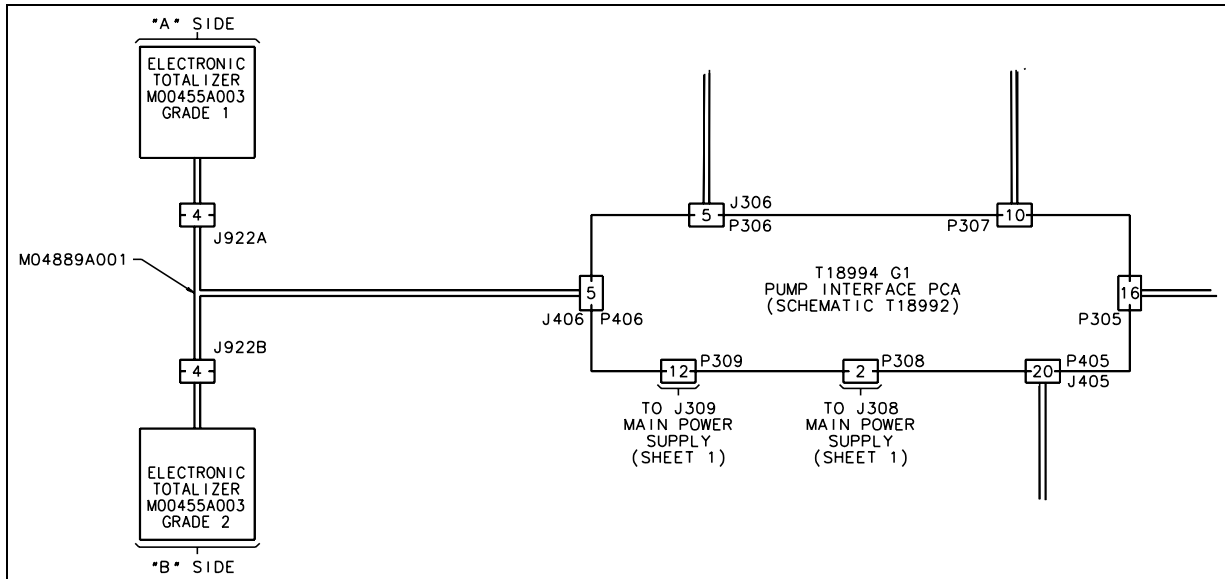 "A" SIDE
ELECTRONIC
TOTALIZER
M00455A003
GRADE 1
4
J922A
M04889A001
J922B
4
ELECTRONIC
TOTALIZER
M00455A003
GRADE 2
"B" SIDE
5
J306
P306
10
P307
5
J406
P406
T18994 G1
PUMP INTERFACE PCA
(SCHEMATIC T18992)
16
P305
12
P309
2
P308
20
P405
J405
TO J309
MAIN POWER
SUPPLY
(SHEET 1)
TO J308
MAIN POWER
SUPPLY
(SHEET 1)